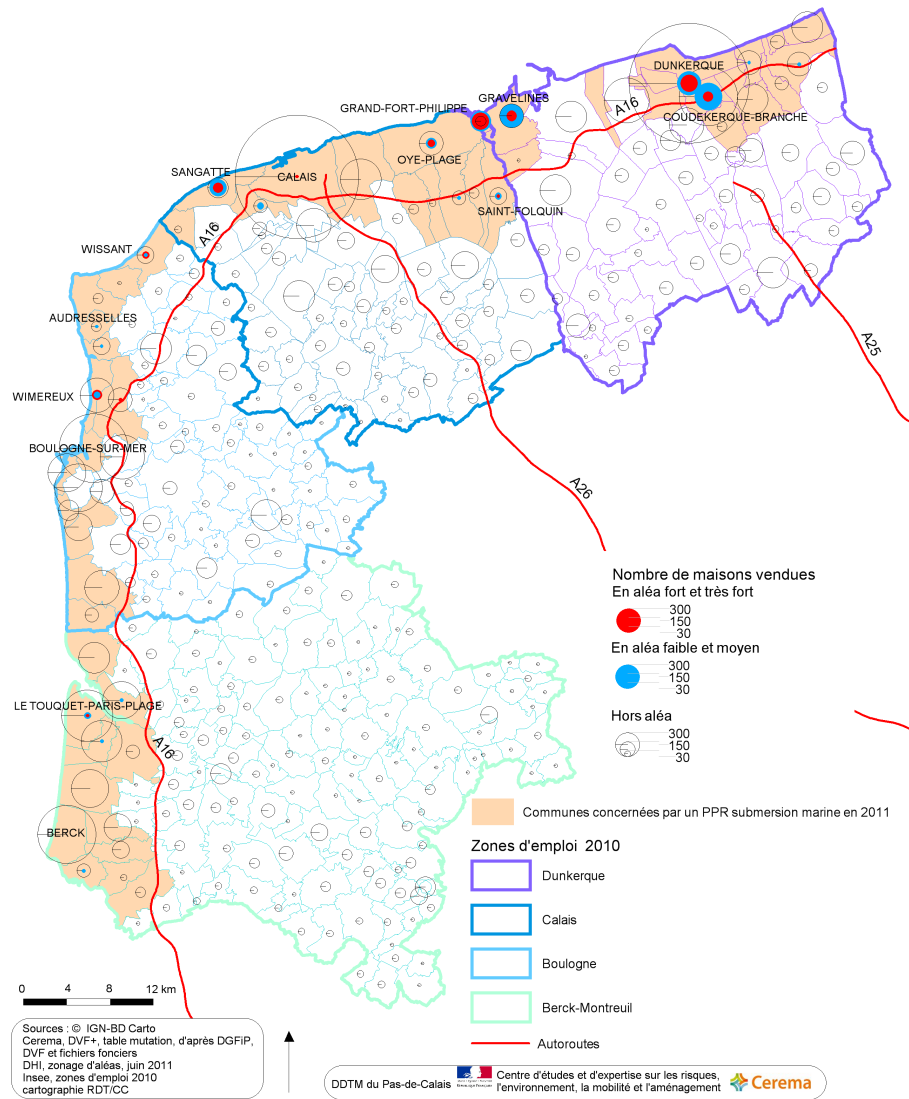 DUNKERQUE
GRAVELINES
GRAND-FORT-PHILIPPE
A16
COUDEKERQUE-BRANCHE
OYE-PLAGE
SANGATTE
CALAIS
SAINT-FOLQUIN
A16
WISSANT
AUDRESSELLES
A25
WIMEREUX
BOULOGNE-SUR-MER
A26
LE TOUQUET-PARIS-PLAGE
A16
BERCK
Nombre de maisons vendues
En aléa fort et très fort
300
150
30
En aléa faible et moyen
300
150
30
Hors aléa
300
150
30
Communes concernées par un PPR submersion marine en 2011
Zones d'emploi 2010
Dunkerque
Calais
Boulogne
Berck-Montreuil
Autoroutes
0 4 8 12 km
Sources : © IGN-BD Carto
Cerema, DVF+, table mutation, d'après DGFiP,
DVF et fichiers fonciers
DHI, zonage d'aléas, juin 2011
Insee, zones d'emploi 2010
cartographie RDT/CC
DDTM du Pas-de-Calais
Centre d'études et d'expertise sur les risques,
l'environnement, la mobilité et l'aménagement
Cerema